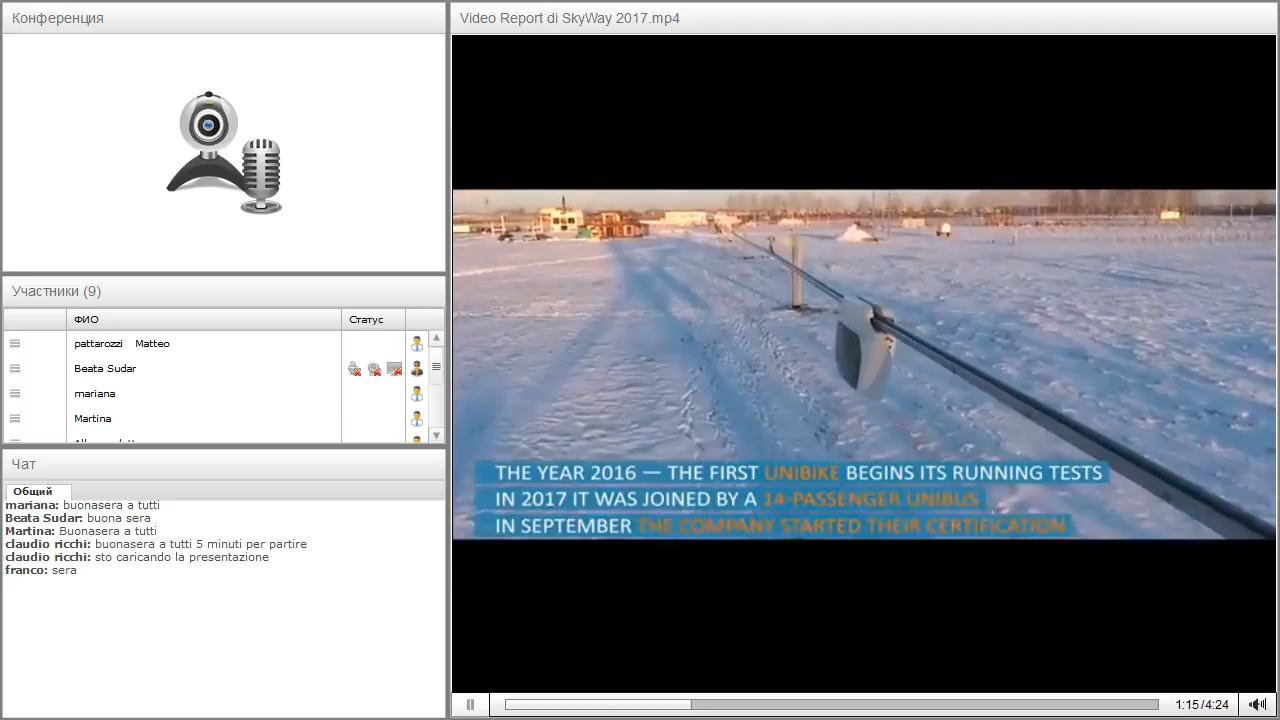 Конференция
Video Report di SkyWay 2017.mp4
THE YEAR 2016 — THE FIRST UNIBIKE BEGINS ITS RUNNING TESTS
IN 2017 IT WAS JOINED BY A 14-PASSENGER UNIBUS
IN SEPTEMBER THE COMPANY STARTED THEIR CERTIFICATION
1:15/4:24
Участники (9)
ФИО Статус
pattarozzi Matteo
Beata Sudar
mariana
Martina
Чат
Общий
mariana: buonasera a tutti
Beata Sudar: buona sera
Martina: Buonasera a tutti
claudio ricchi: buonasera a tutti 5 minuti per partire
claudio ricchi: sto caricando la presentazione
franco: sera